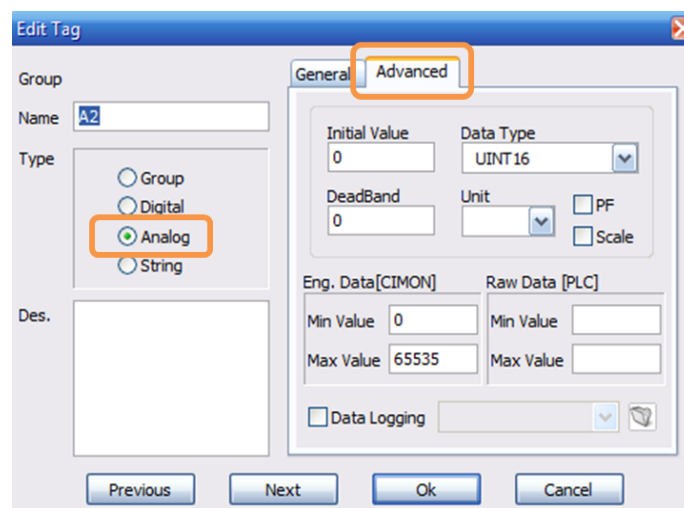 Edit Tag
Group
Name A2
Type
Group
Digital
Analog
String
Des.
General Advanced
Initial Value Data Type
0 UINT16
DeadBand Unit
0
PF
Scale
Eng. Data[CIMON] Raw Data [PLC]
Min Value 0 Min Value
Max Value 65535 Max Value
Data Logging
Previous Next Ok Cancel